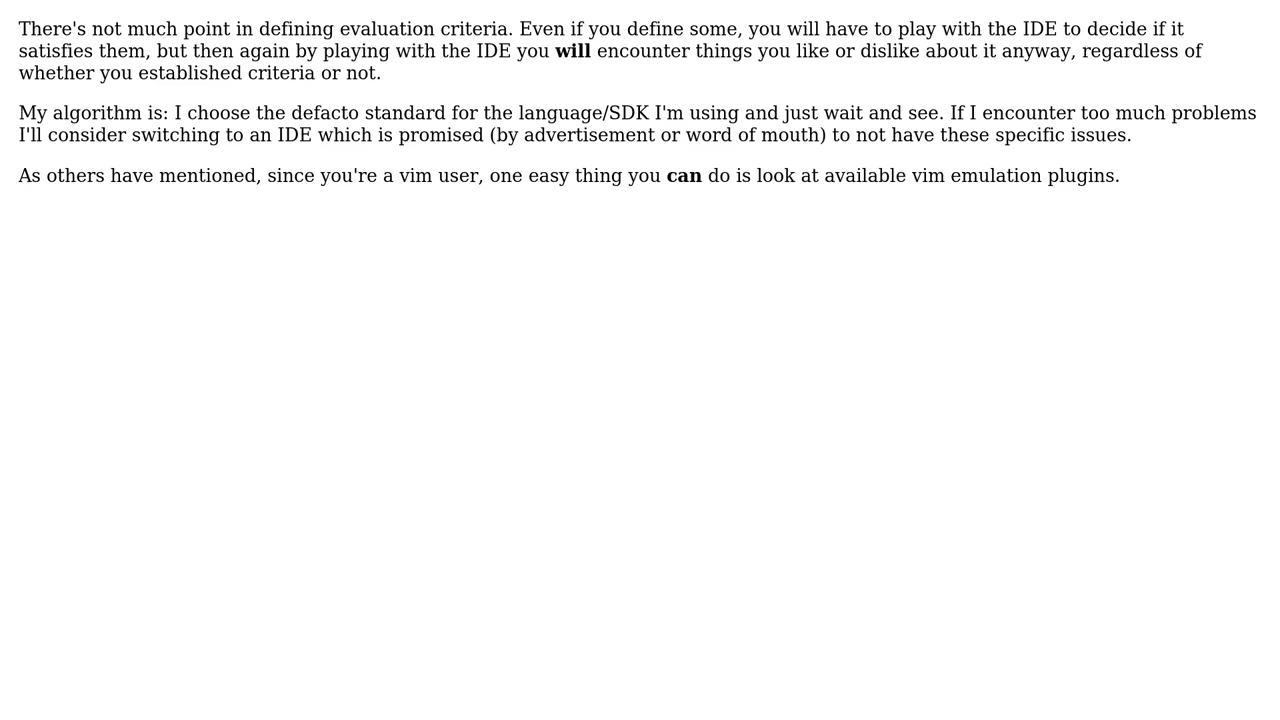 There's not much point in defining evaluation criteria. Even if you define some, you will have to play with the IDE to decide if it
satisfies them, but then again by playing with the IDE you will encounter things you like or dislike about it anyway, regardless of
whether you established criteria or not.
My algorithm is: I choose the defacto standard for the language/SDK I'm using and just wait and see. If I encounter too much problems
I'll consider switching to an IDE which is promised (by advertisement or word of mouth) to not have these specific issues.
As others have mentioned, since you're a vim user, one easy thing you can do is look at available vim emulation plugins.